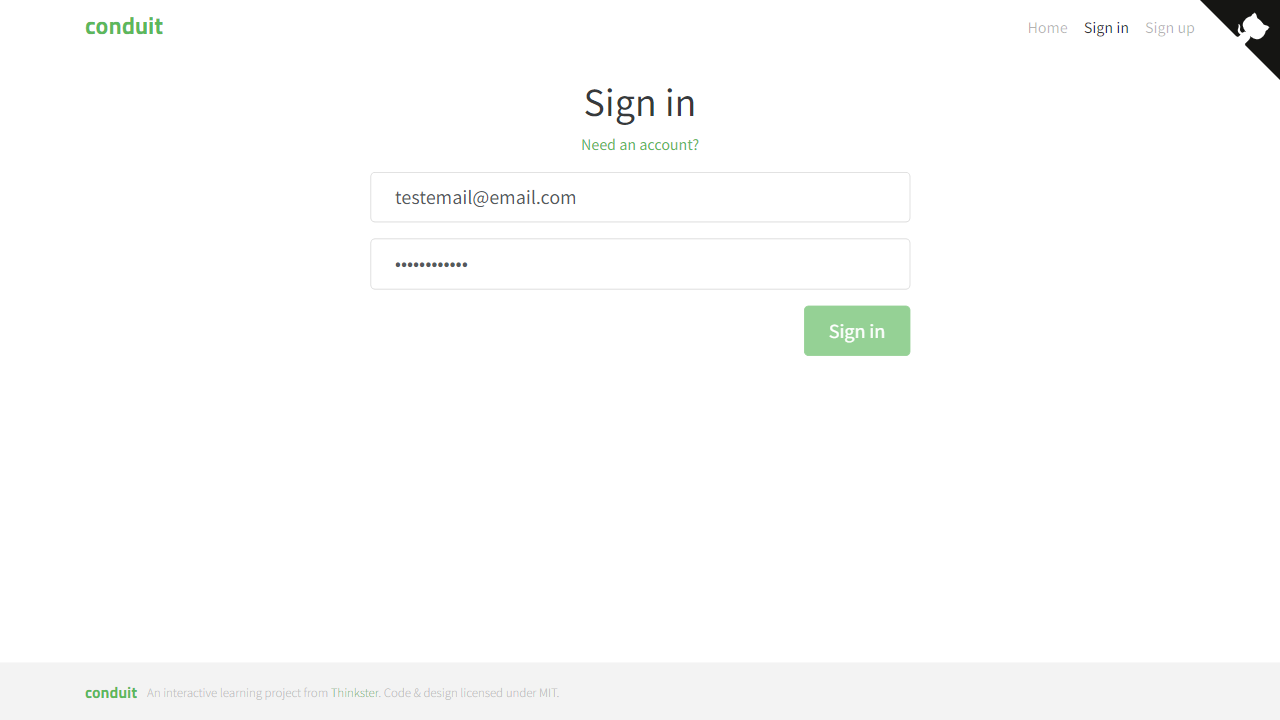 conduit
Home Sign in Sign up
Sign in
Need an account?
testemail@email.com
••••••••••••
Sign in
conduit An interactive learning project from Thinkster. Code & design licensed under MIT.